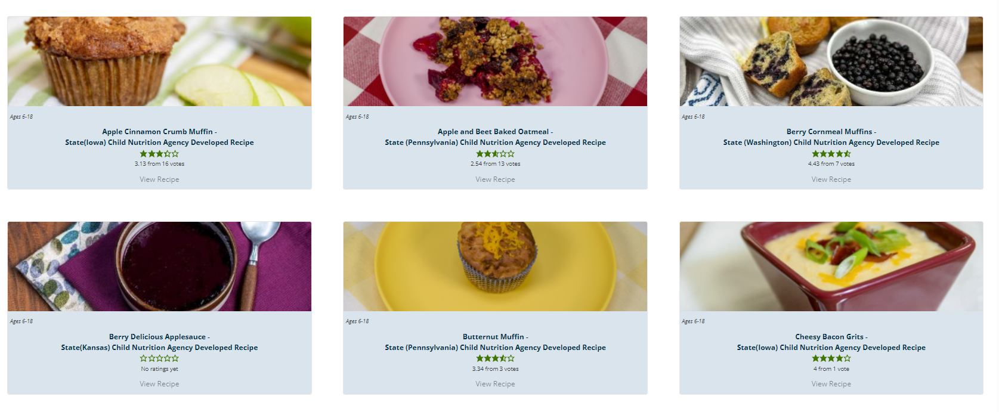 Ages 6-18
Apple Cinnamon Crumb Muffin -
State(Iowa) Child Nutrition Agency Developed Recipe
3.13 from 16 votes
View Recipe
Ages 6-18
Apple and Beet Baked Oatmeal -
State (Pennsylvania) Child Nutrition Agency Developed Recipe
2.54 from 13 votes
View Recipe
Ages 6-18
Berry Cornmeal Muffins -
State (Washington) Child Nutrition Agency Developed Recipe
4.43 from 7 votes
View Recipe
Ages 6-18
Berry Delicious Applesauce -
State(Kansas) Child Nutrition Agency Developed Recipe
No ratings yet
View Recipe
Ages 6-18
Butternut Muffin -
State (Pennsylvania) Child Nutrition Agency Developed Recipe
3.34 from 3 votes
View Recipe
Ages 6-18
Cheesy Bacon Grits -
State(Iowa) Child Nutrition Agency Developed Recipe
4 from 1 vote
View Recipe